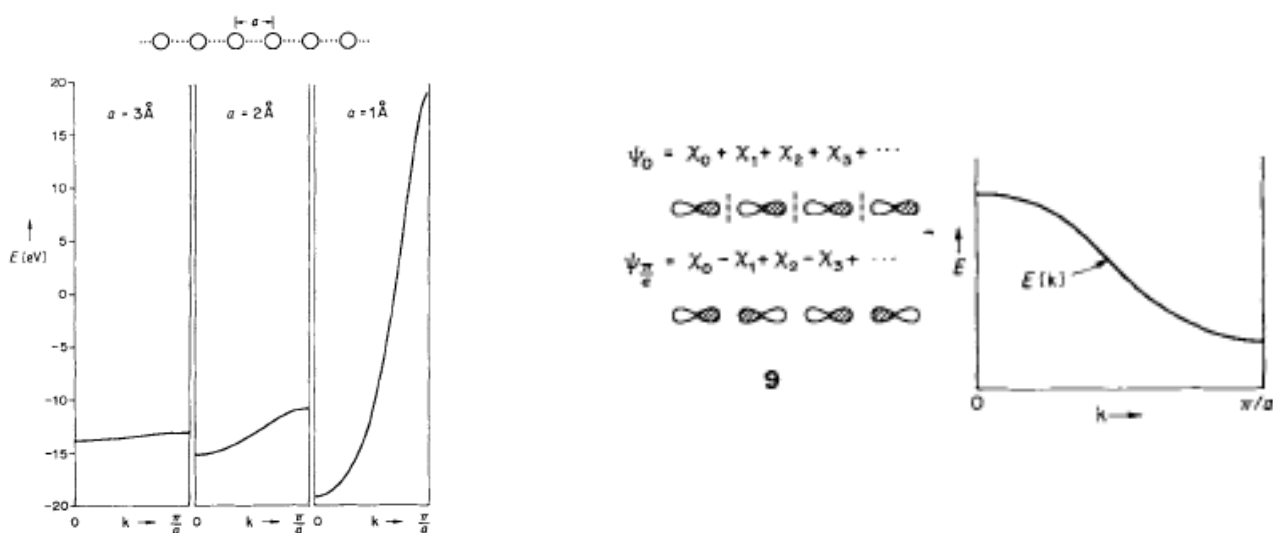 a
20
a - 3Å
a = 2Å
a = 1Å
15
10
5
E [eV]
0
-5
-10
-15
-20
0 k → π/a 0 k → π/a 0 k → π/a
ψ0 = χ0 + χ1 + χ2 + χ3 + ···
ψπ/a = χ0 - χ1 + χ2 - χ3 + ···
9
E
E(k)
0 k → π/a